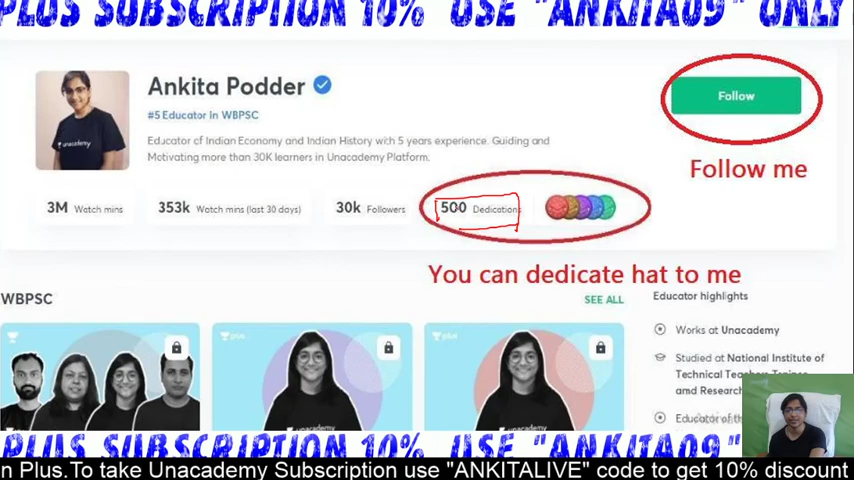 PLUS SUBSCRIPTION 10% USE "ANKITA09" ONLY
Ankita Podder
#5 Educator in WBPSC
Educator of Indian Economy and Indian History with 5 years experience. Guiding and
Motivating more than 30K learners in Unacademy Platform.
Follow
Follow me
3M Watch mins
353k Watch mins (last 30 days)
30k Followers
500 Dedications
You can dedicate hat to me
WBPSC
SEE ALL
Educator highlights
plus
Works at Unacademy
Studied at National Institute of
Technical Teachers
and Research
Educator of
unacademy
unacademy
unacademy
PLUS SUBSCRIPTION 10% USE "ANKITA09"
n Plus.To take Unacademy Subscription use "ANKITALIVE" code to get 10% discount